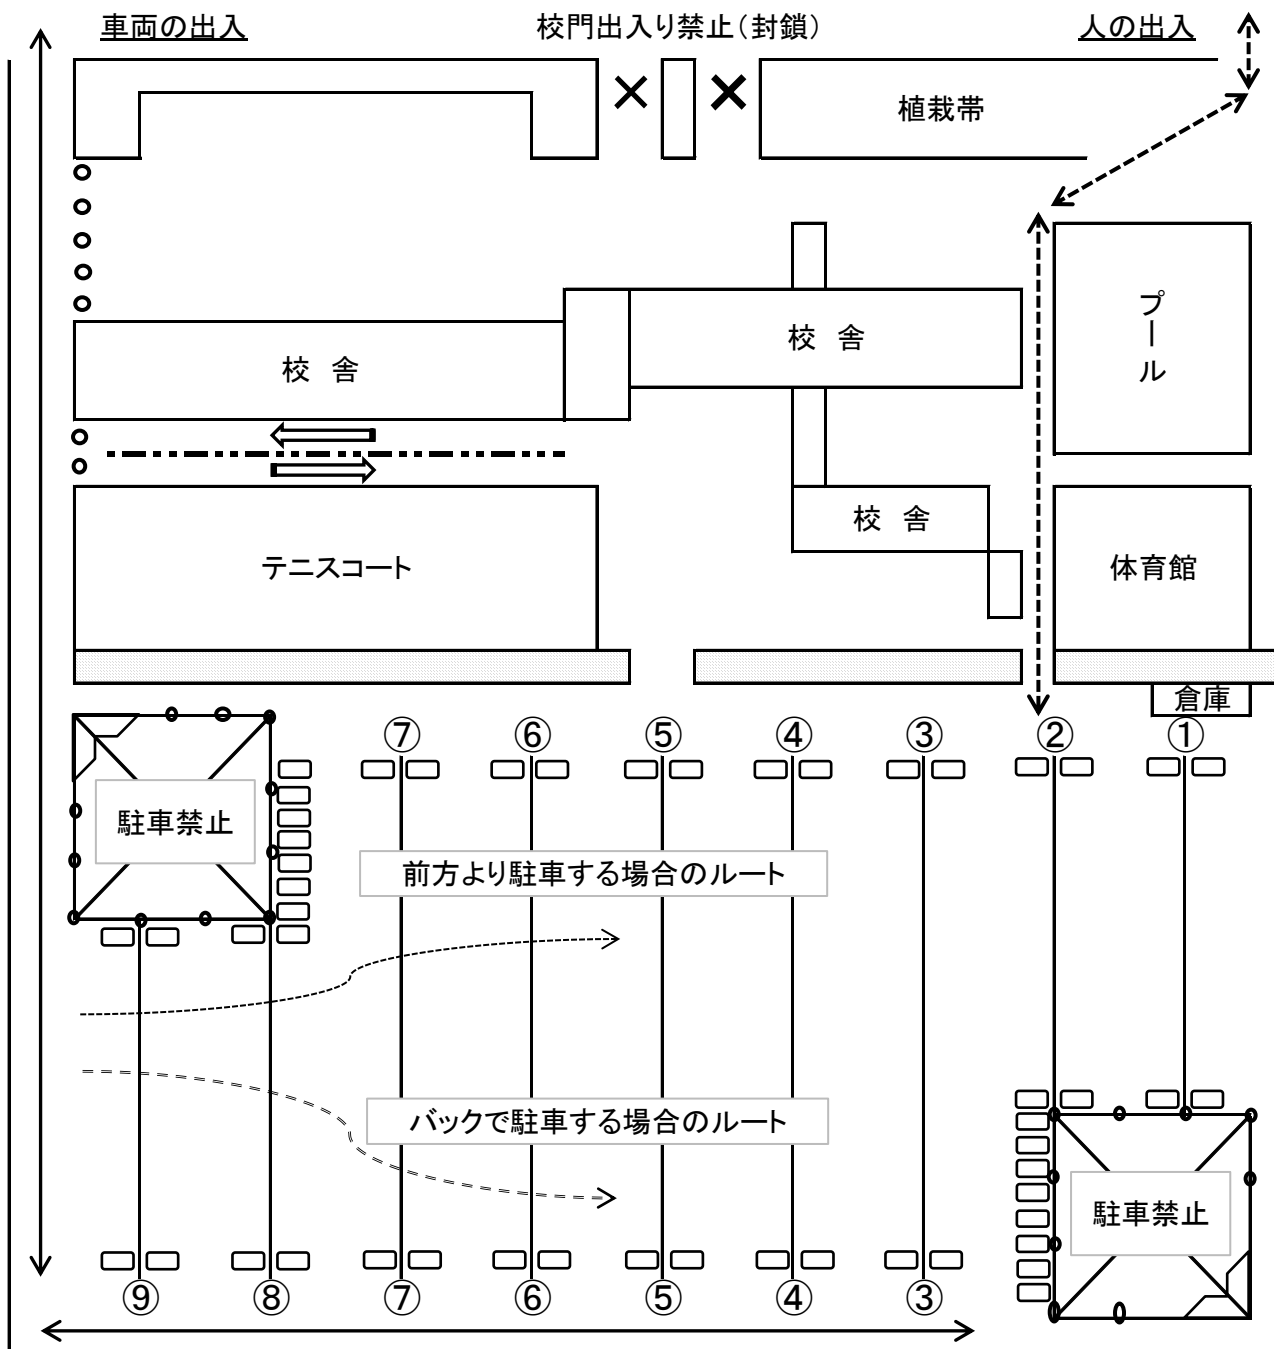 車両の出入
校門出入り禁止（封鎖）
人の出入
植栽帯
プール
校　舎
校　舎
校　舎
テニスコート
体育館
倉庫
⑦
⑥
⑤
④
③
②
①
駐車禁止
前方より駐車する場合のルート
バックで駐車する場合のルート
駐車禁止
⑨
⑧
⑦
⑥
⑤
④
③